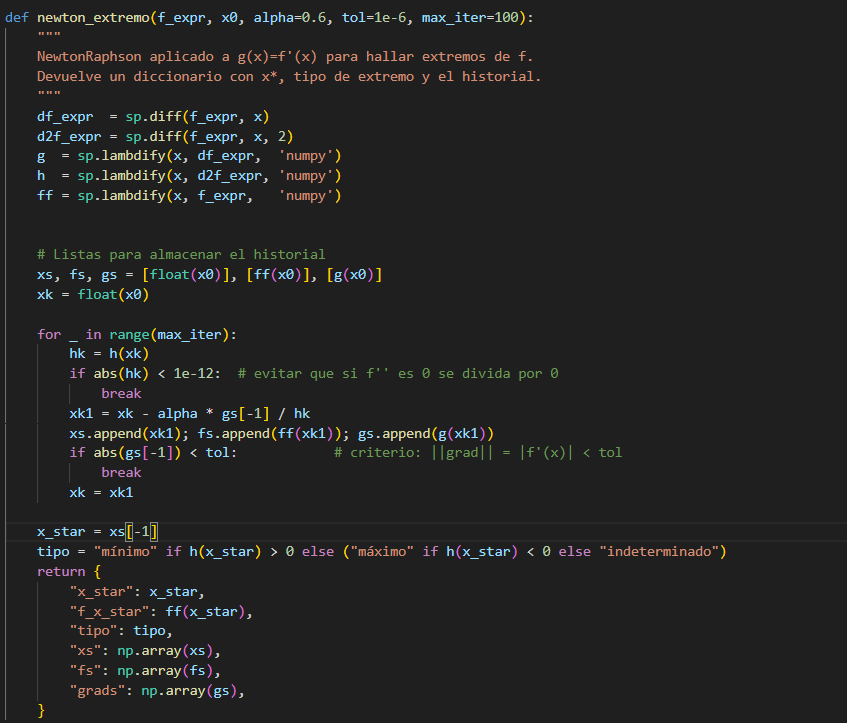 def newton_extremo(f_expr, x0, alpha=0.6, tol=1e-6, max_iter=100):
    """
    NewtonRaphson aplicado a g(x)=f'(x) para hallar extremos de f.
    Devuelve un diccionario con x*, tipo de extremo y el historial.
    """
    df_expr  = sp.diff(f_expr, x)
    d2f_expr = sp.diff(f_expr, x, 2)
    g  = sp.lambdify(x, df_expr,  'numpy')
    h  = sp.lambdify(x, d2f_expr, 'numpy')
    ff = sp.lambdify(x, f_expr,   'numpy')
    # Listas para almacenar el historial
    xs, fs, gs = [float(x0)], [ff(x0)], [g(x0)]
    xk = float(x0)
    for _ in range(max_iter):
        hk = h(xk)
        if abs(hk) < 1e-12:  # evitar que si f'' es 0 se divida por 0
            break
        xk1 = xk - alpha * gs[-1] / hk
        xs.append(xk1); fs.append(ff(xk1)); gs.append(g(xk1))
        if abs(gs[-1]) < tol:            # criterio: ||grad|| = |f'(x)| < tol
            break
        xk = xk1
    x_star = xs[-1]
    tipo = "mínimo" if h(x_star) > 0 else ("máximo" if h(x_star) < 0 else "indeterminado")
    return {
        "x_star": x_star,
        "f_x_star": ff(x_star),
        "tipo": tipo,
        "xs": np.array(xs),
        "fs": np.array(fs),
        "grads": np.array(gs),
    }